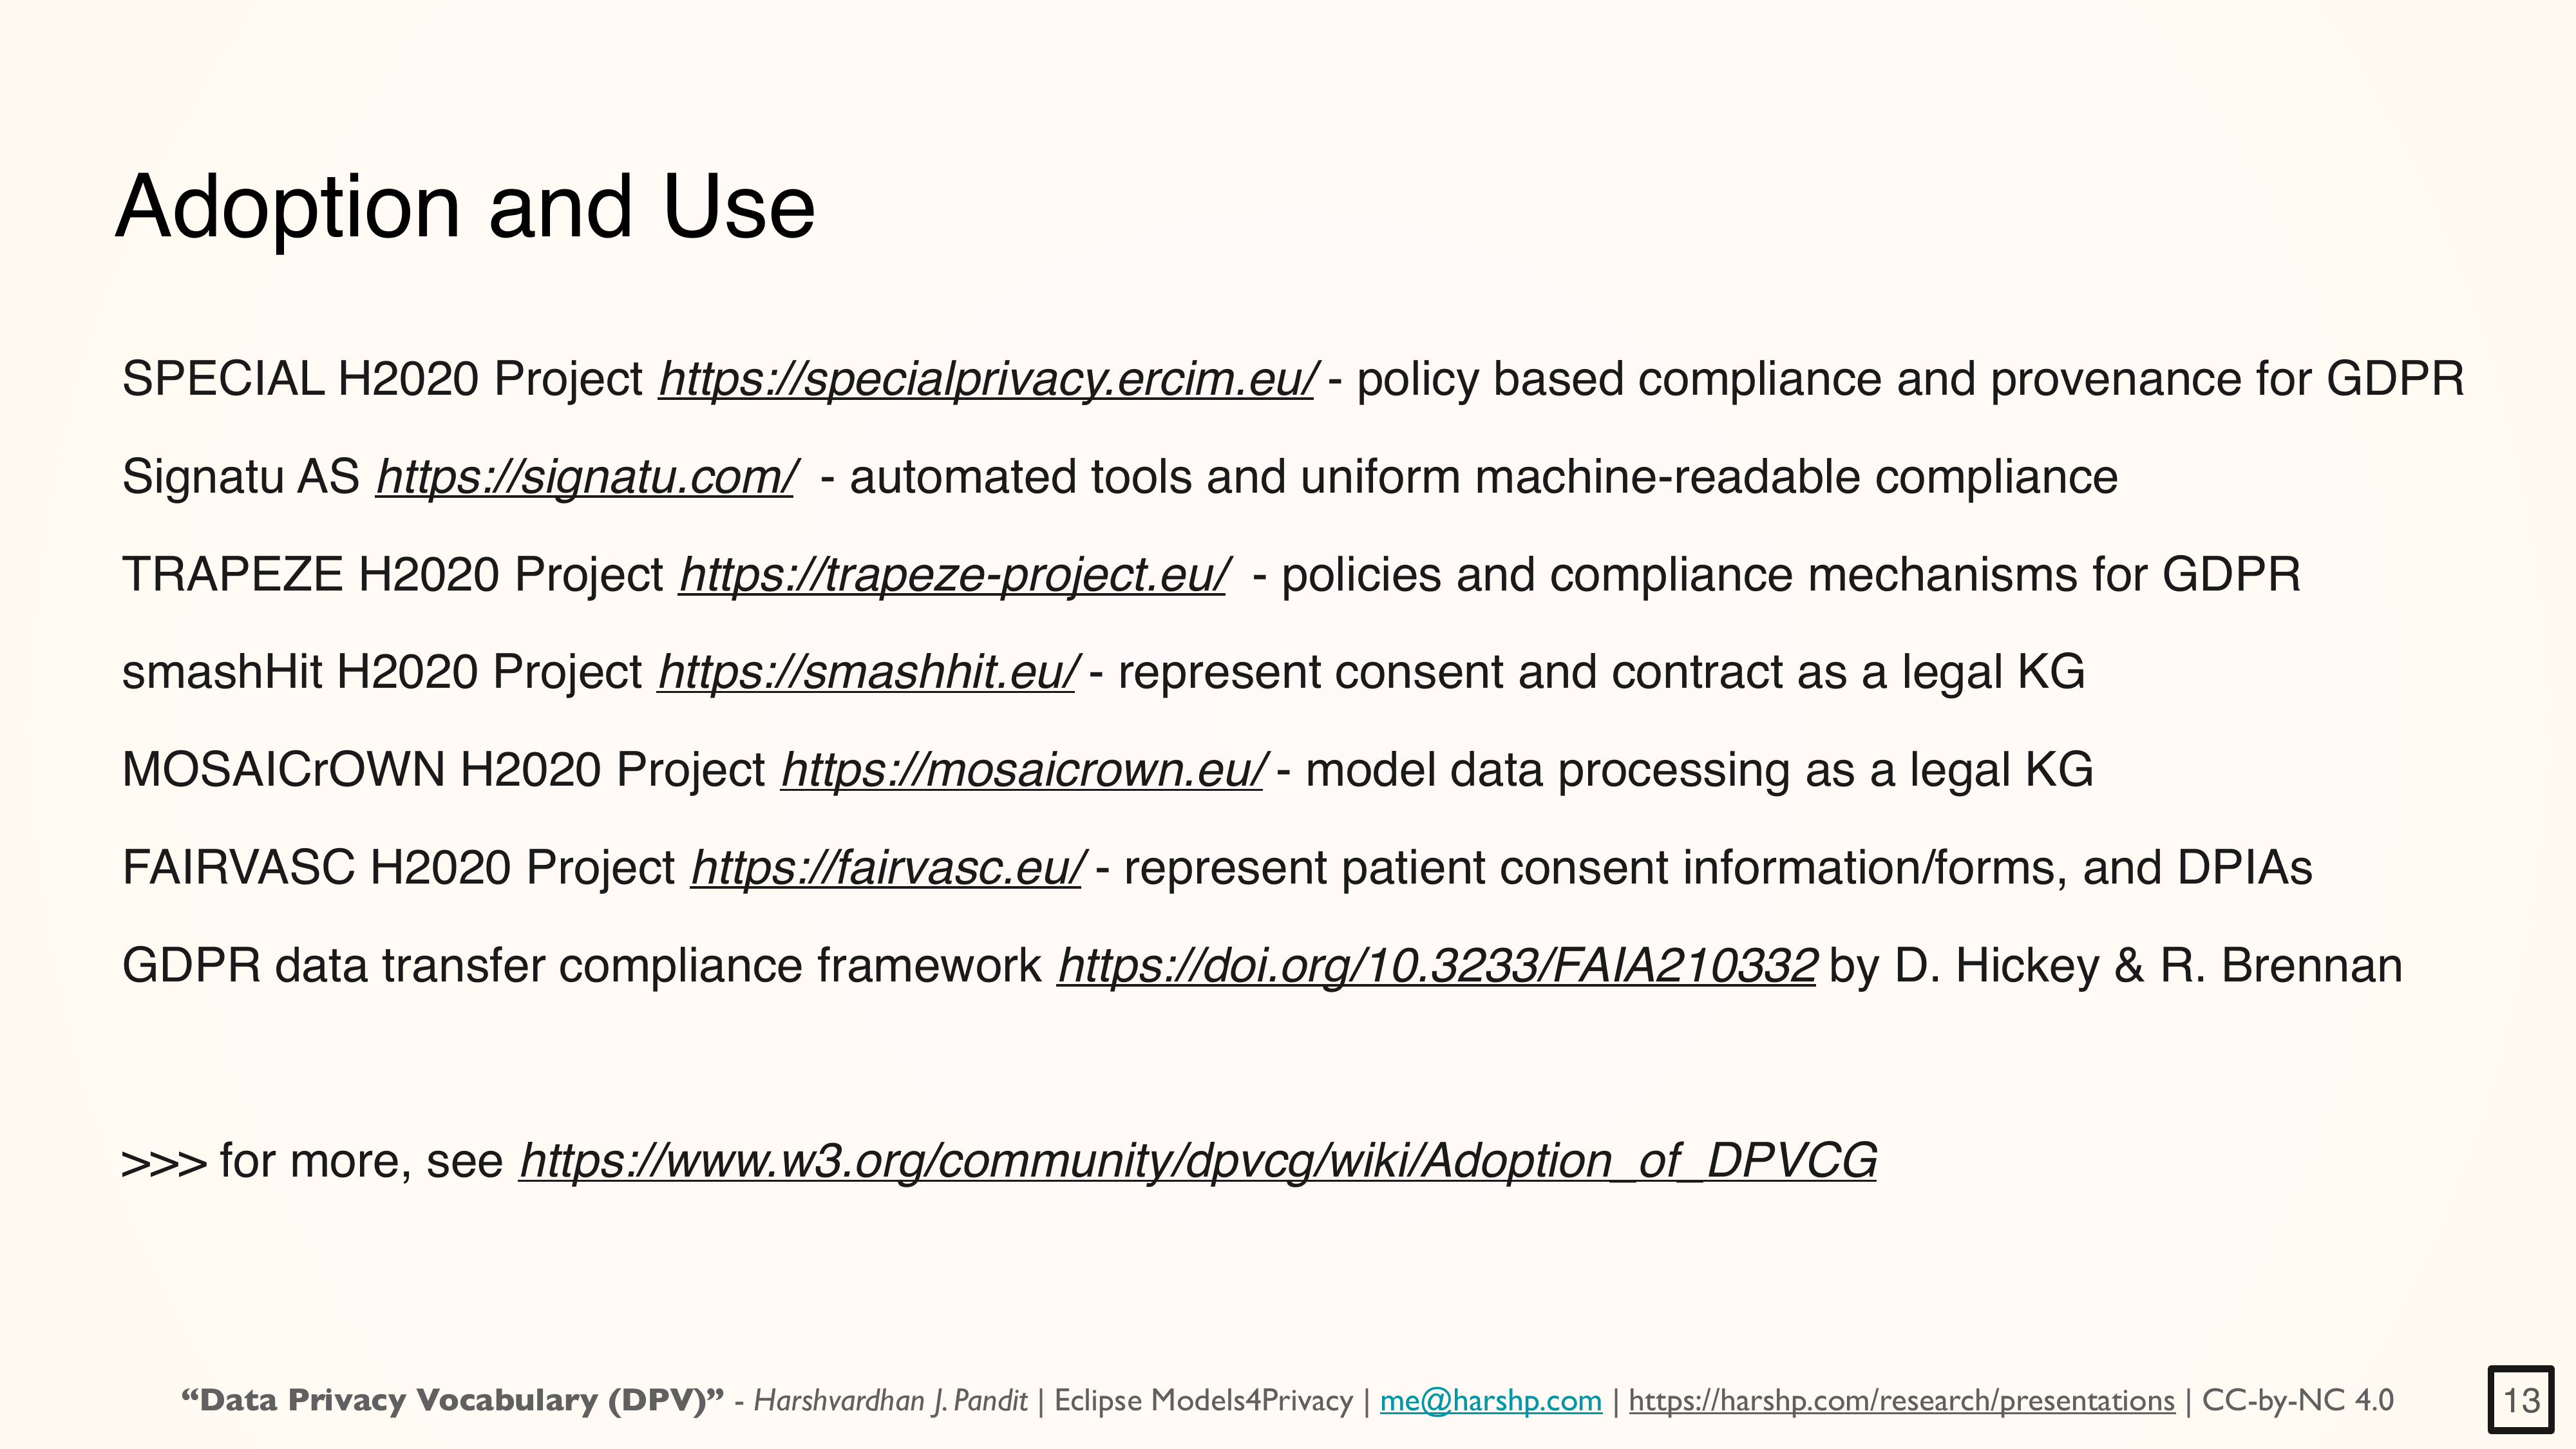 Adoption and Use
SPECIAL H2020 Project https://specialprivacy.ercim.eu/ - policy based compliance and provenance for GDPR
Signatu AS https://signatu.com/ - automated tools and uniform machine-readable compliance
TRAPEZE H2020 Project https://trapeze-project.eu/ - policies and compliance mechanisms for GDPR
smashHit H2020 Project https://smashhit.eu/ - represent consent and contract as a legal KG
MOSAICrOWN H2020 Project https://mosaicrown.eu/ - model data processing as a legal KG
FAIRVASC H2020 Project https://fairvasc.eu/ - represent patient consent information/forms, and DPIAs
GDPR data transfer compliance framework https://doi.org/10.3233/FAIA210332 by D. Hickey & R. Brennan
>>> for more, see https://www.w3.org/community/dpvcg/wiki/Adoption_of_DPVCG
“Data Privacy Vocabulary (DPV)” - Harshvardhan J. Pandit | Eclipse Models4Privacy | me@harshp.com | https://harshp.com/research/presentations | CC-by-NC 4.0
13